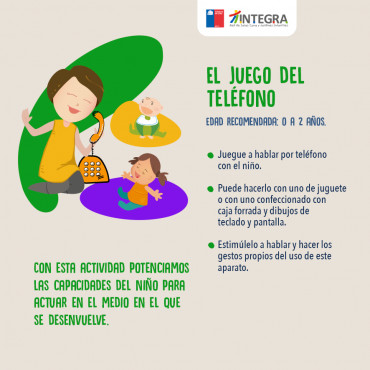 INTEGRA
EL JUEGO DEL
TELÉFONO
EDAD RECOMENDADA: 0 A 2 AÑOS.
Juegue a hablar por teléfono
con el niño.
Puede hacerlo con uno de juguete
o con uno confeccionado con
caja forrada y dibujos de
teclado y pantalla.
Estimúlelo a hablar y hacer los
gestos propios del uso de este
aparato.
CON ESTA ACTIVIDAD POTENCIAMOS
LAS CAPACIDADES DEL NIÑO PARA
ACTUAR EN EL MEDIO EN EL QUE
SE DESENVUELVE.